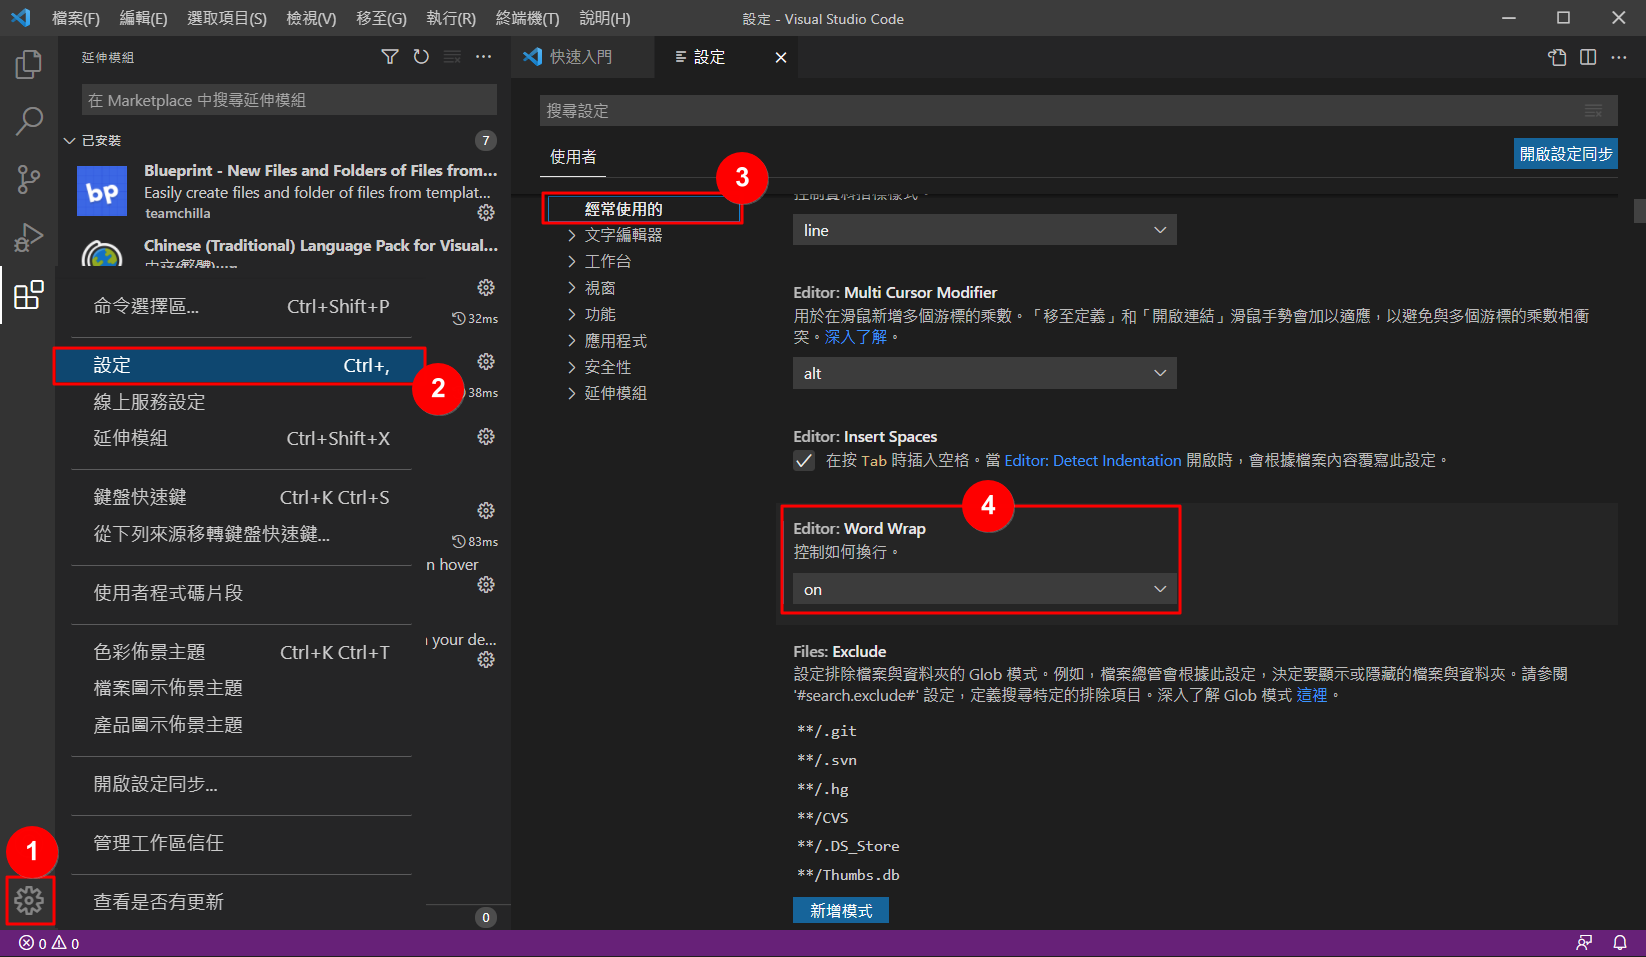 檔案(F) 編輯(E) 選取項目(S) 檢視(V) 移至(G) 執行(R) 終端機(T) 說明(H)
設定 - Visual Studio Code
延伸模組
在 Marketplace 中搜尋延伸模組
已安裝
7
bp
Blueprint - New Files and Folders of Files from...
Easily create files and folder of files from templat...
teamchilla
Chinese (Traditional) Language Pack for Visual...
中文(繁體)
32ms
38ms
83ms
n hover
your de...
0
命令選擇區... Ctrl+Shift+P
設定 Ctrl+,
2
線上服務設定
延伸模組 Ctrl+Shift+X
鍵盤快速鍵 Ctrl+K Ctrl+S
從下列來源移轉鍵盤快速鍵...
使用者程式碼片段
色彩佈景主題 Ctrl+K Ctrl+T
檔案圖示佈景主題
產品圖示佈景主題
開啟設定同步...
管理工作區信任
查看是否有更新
1
快速入門
設定
搜尋設定
使用者
開啟設定同步
3
經常使用的
文字編輯器
工作台
視窗
功能
應用程式
安全性
延伸模組
控制資料指標樣式。
line
Editor: Multi Cursor Modifier
用於在滑鼠新增多個游標的乘數。「移至定義」和「開啟連結」滑鼠手勢會加以適應，以避免與多個游標的乘數相衝
突。深入了解。
alt
Editor: Insert Spaces
在按 Tab 時插入空格。當 Editor: Detect Indentation 開啟時，會根據檔案內容覆寫此設定。
4
Editor: Word Wrap
控制如何換行。
on
Files: Exclude
設定排除檔案與資料夾的 Glob 模式。例如，檔案總管會根據此設定，決定要顯示或隱藏的檔案與資料夾。請參閱
'#search.exclude#' 設定，定義搜尋特定的排除項目。深入了解 Glob 模式 這裡。
**/.git
**/.svn
**/.hg
**/CVS
**/.DS_Store
**/Thumbs.db
新增模式
0 0